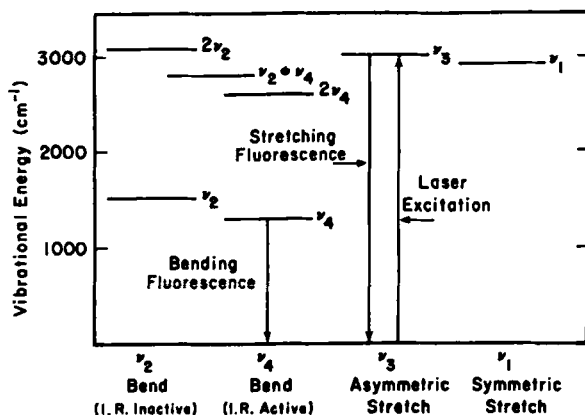 Vibrational Energy (cm⁻¹)
3000
2000
1000
2ν₂
ν₂ + ν₄
2ν₄
ν₃
ν₁
Stretching
Fluorescence
Laser
Excitation
ν₂
ν₄
Bending
Fluorescence
ν₂
Bend
(I.R. Inactive)
ν₄
Bend
(I.R. Active)
ν₃
Asymmetric
Stretch
ν₁
Symmetric
Stretch